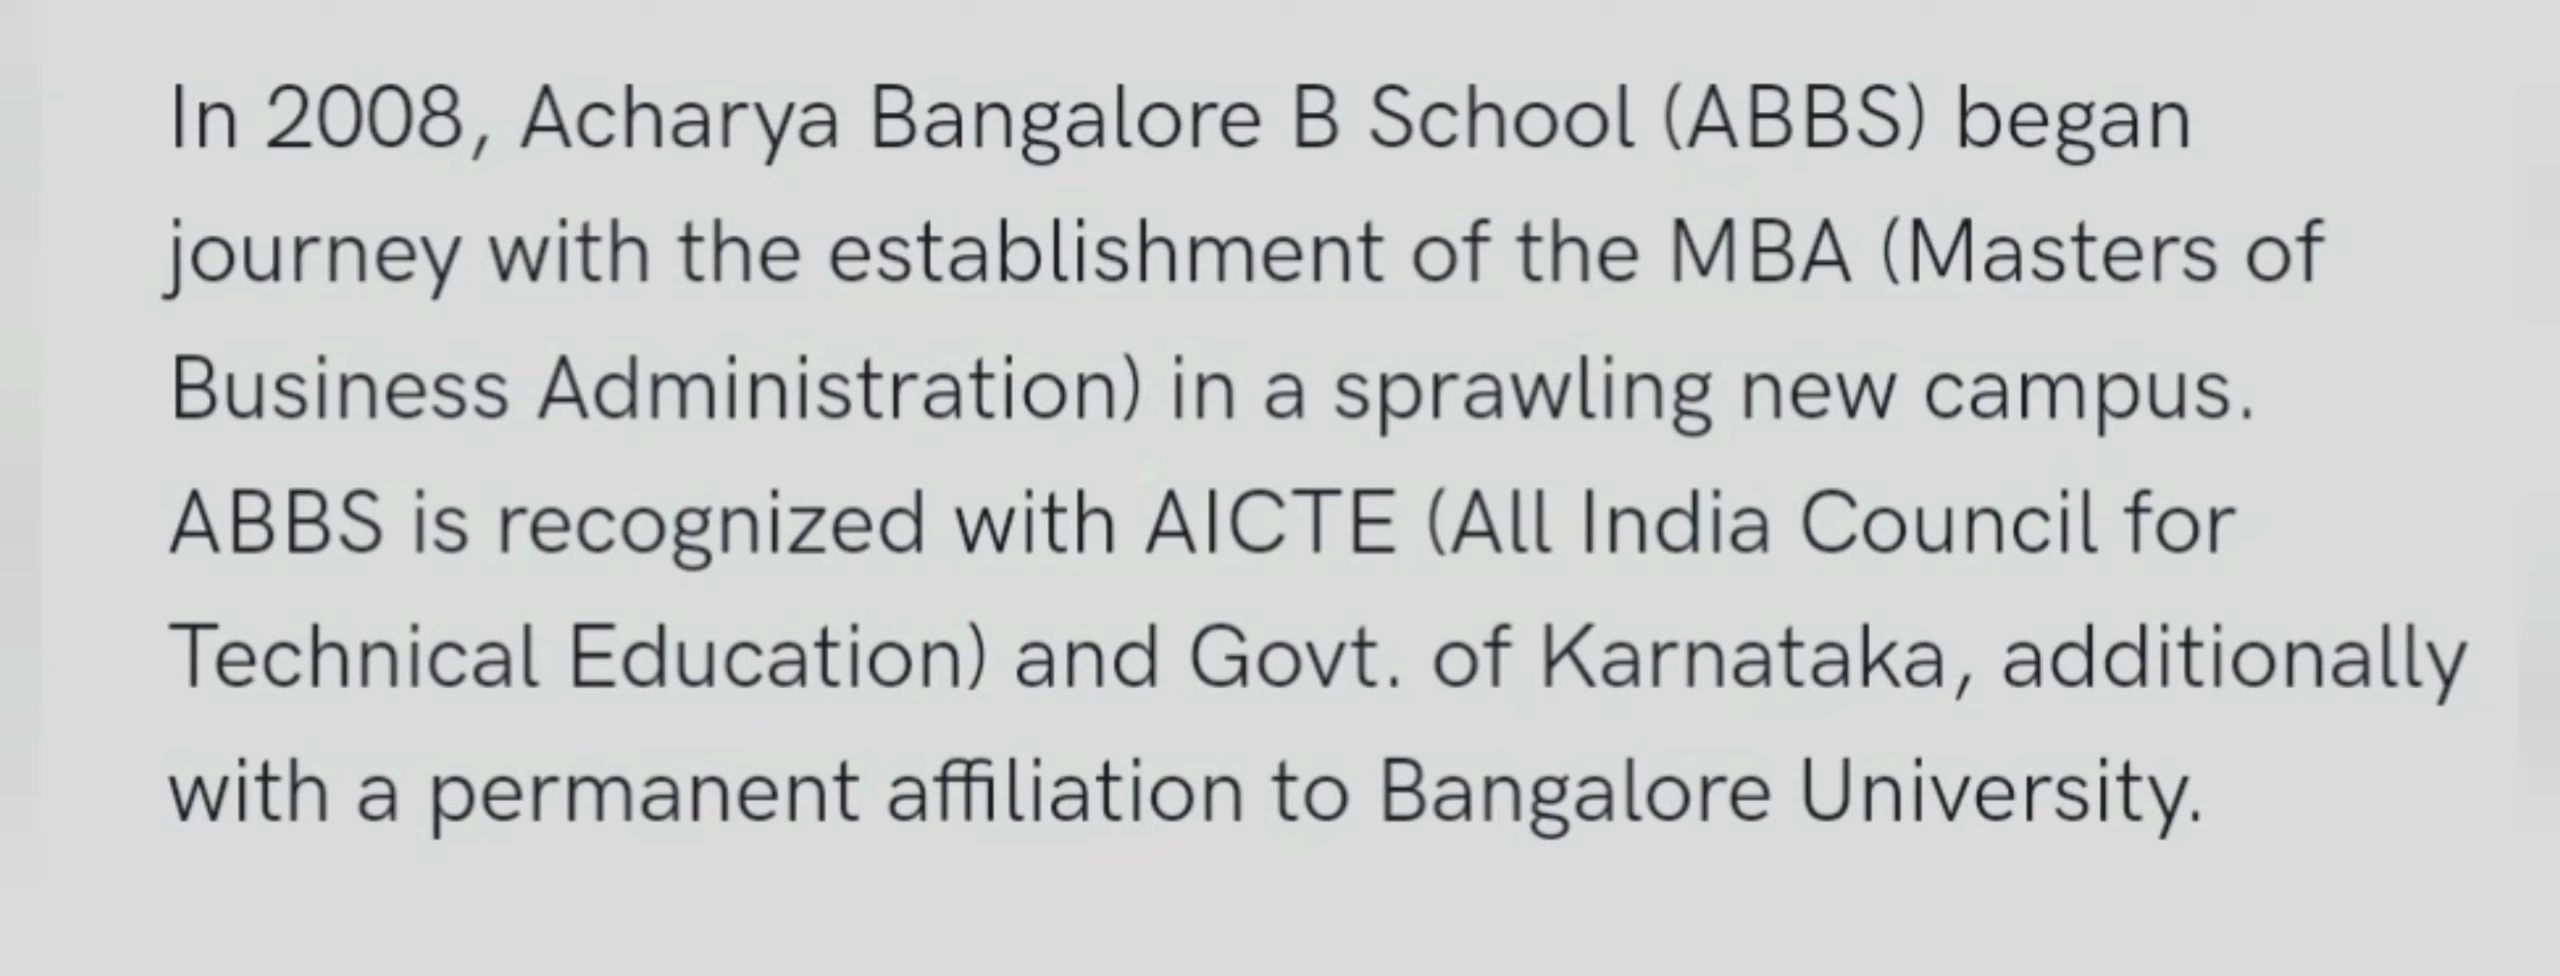 In 2008, Acharya Bangalore B School (ABBS) began
journey with the establishment of the MBA (Masters of
Business Administration) in a sprawling new campus.
ABBS is recognized with AICTE (All India Council for
Technical Education) and Govt. of Karnataka, additionally
with a permanent affiliation to Bangalore University.